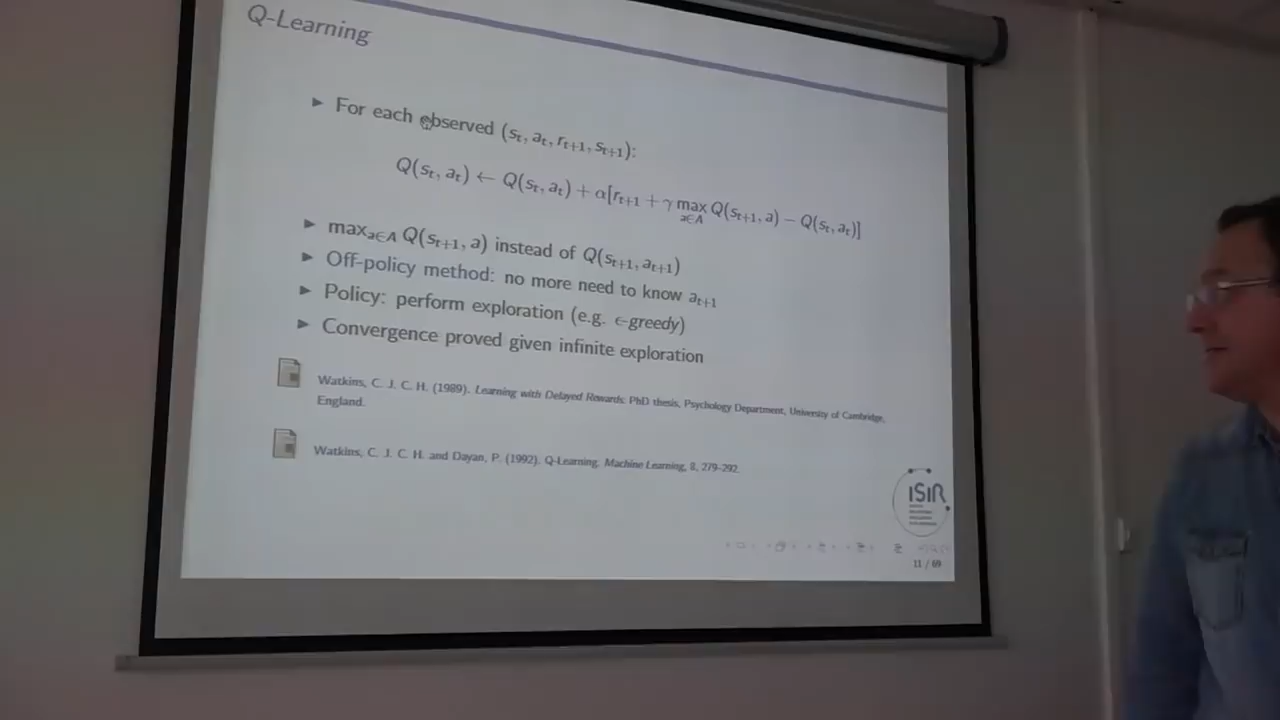 Q-Learning
▶ For each observed (s_t, a_t, r_{t+1}, s_{t+1}):
Q(s_t, a_t) ← Q(s_t, a_t) + α[r_{t+1} + γ max_{a∈A} Q(s_{t+1}, a) − Q(s_t, a_t)]
▶ max_{a∈A} Q(s_{t+1}, a) instead of Q(s_{t+1}, a_{t+1})
▶ Off-policy method: no more need to know a_{t+1}
▶ Policy: perform exploration (e.g. ϵ-greedy)
▶ Convergence proved given infinite exploration
Watkins, C. J. C. H. (1989). Learning with Delayed Rewards. PhD thesis, Psychology Department, University of Cambridge,
England.
Watkins, C. J. C. H. and Dayan, P. (1992). Q-Learning. Machine Learning, 8, 279–292.
ISIR
11 / 69